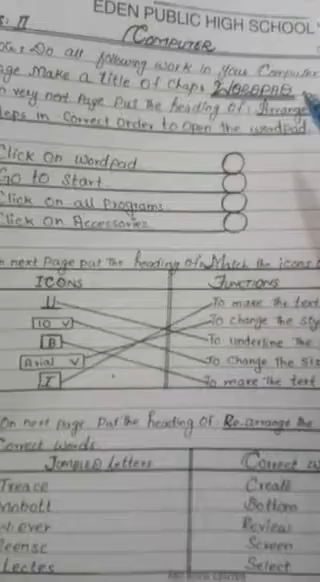 EDEN PUBLIC HIGH SCHOOL
II
COMPUTER
Do all following work in your Computer
age Make a title of Chap: 2 WORDPAD
n very next Page Put the heading of: Arrange
teps in Correct Order to Open the wordpad
Click On Wordpad
Go to Start
Click on all Programs
Click on Accessories
n next page put the heading of: Match the icons
ICONS FUNCTIONS
U To make the text
10 V To change the sty
B To underline the
Arial V To Change the siz
I To make the text
On next page Put the heading of Re-arrange the
Correct words
Jumbled Letters Correct w
Treace Create
Bottom
Review
Screen
Lectes Select